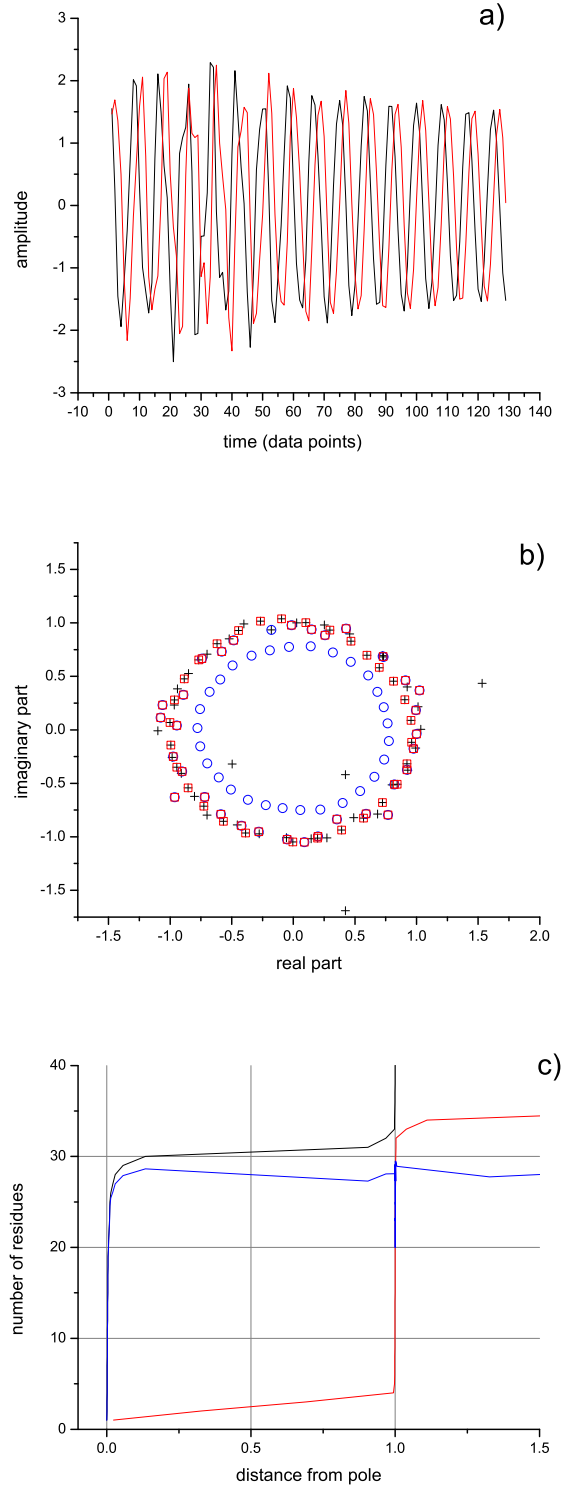 a)
3
2
1
0
-1
-2
-3
amplitude
-10 0 10 20 30 40 50 60 70 80 90 100 110 120 130 140
time (data points)
b)
1.5
1.0
0.5
0.0
-0.5
-1.0
-1.5
imaginary part
-1.5 -1.0 -0.5 0.0 0.5 1.0 1.5 2.0
real part
c)
40
30
20
10
0
number of residues
0.0 0.5 1.0 1.5
distance from pole